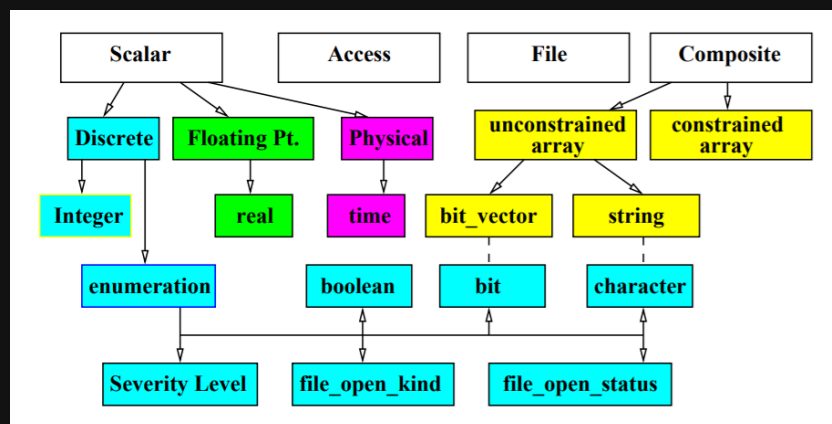 Scalar
Access
File
Composite
Discrete
Floating Pt.
Physical
unconstrained
array
constrained
array
Integer
real
time
bit_vector
string
enumeration
boolean
bit
character
Severity Level
file_open_kind
file_open_status